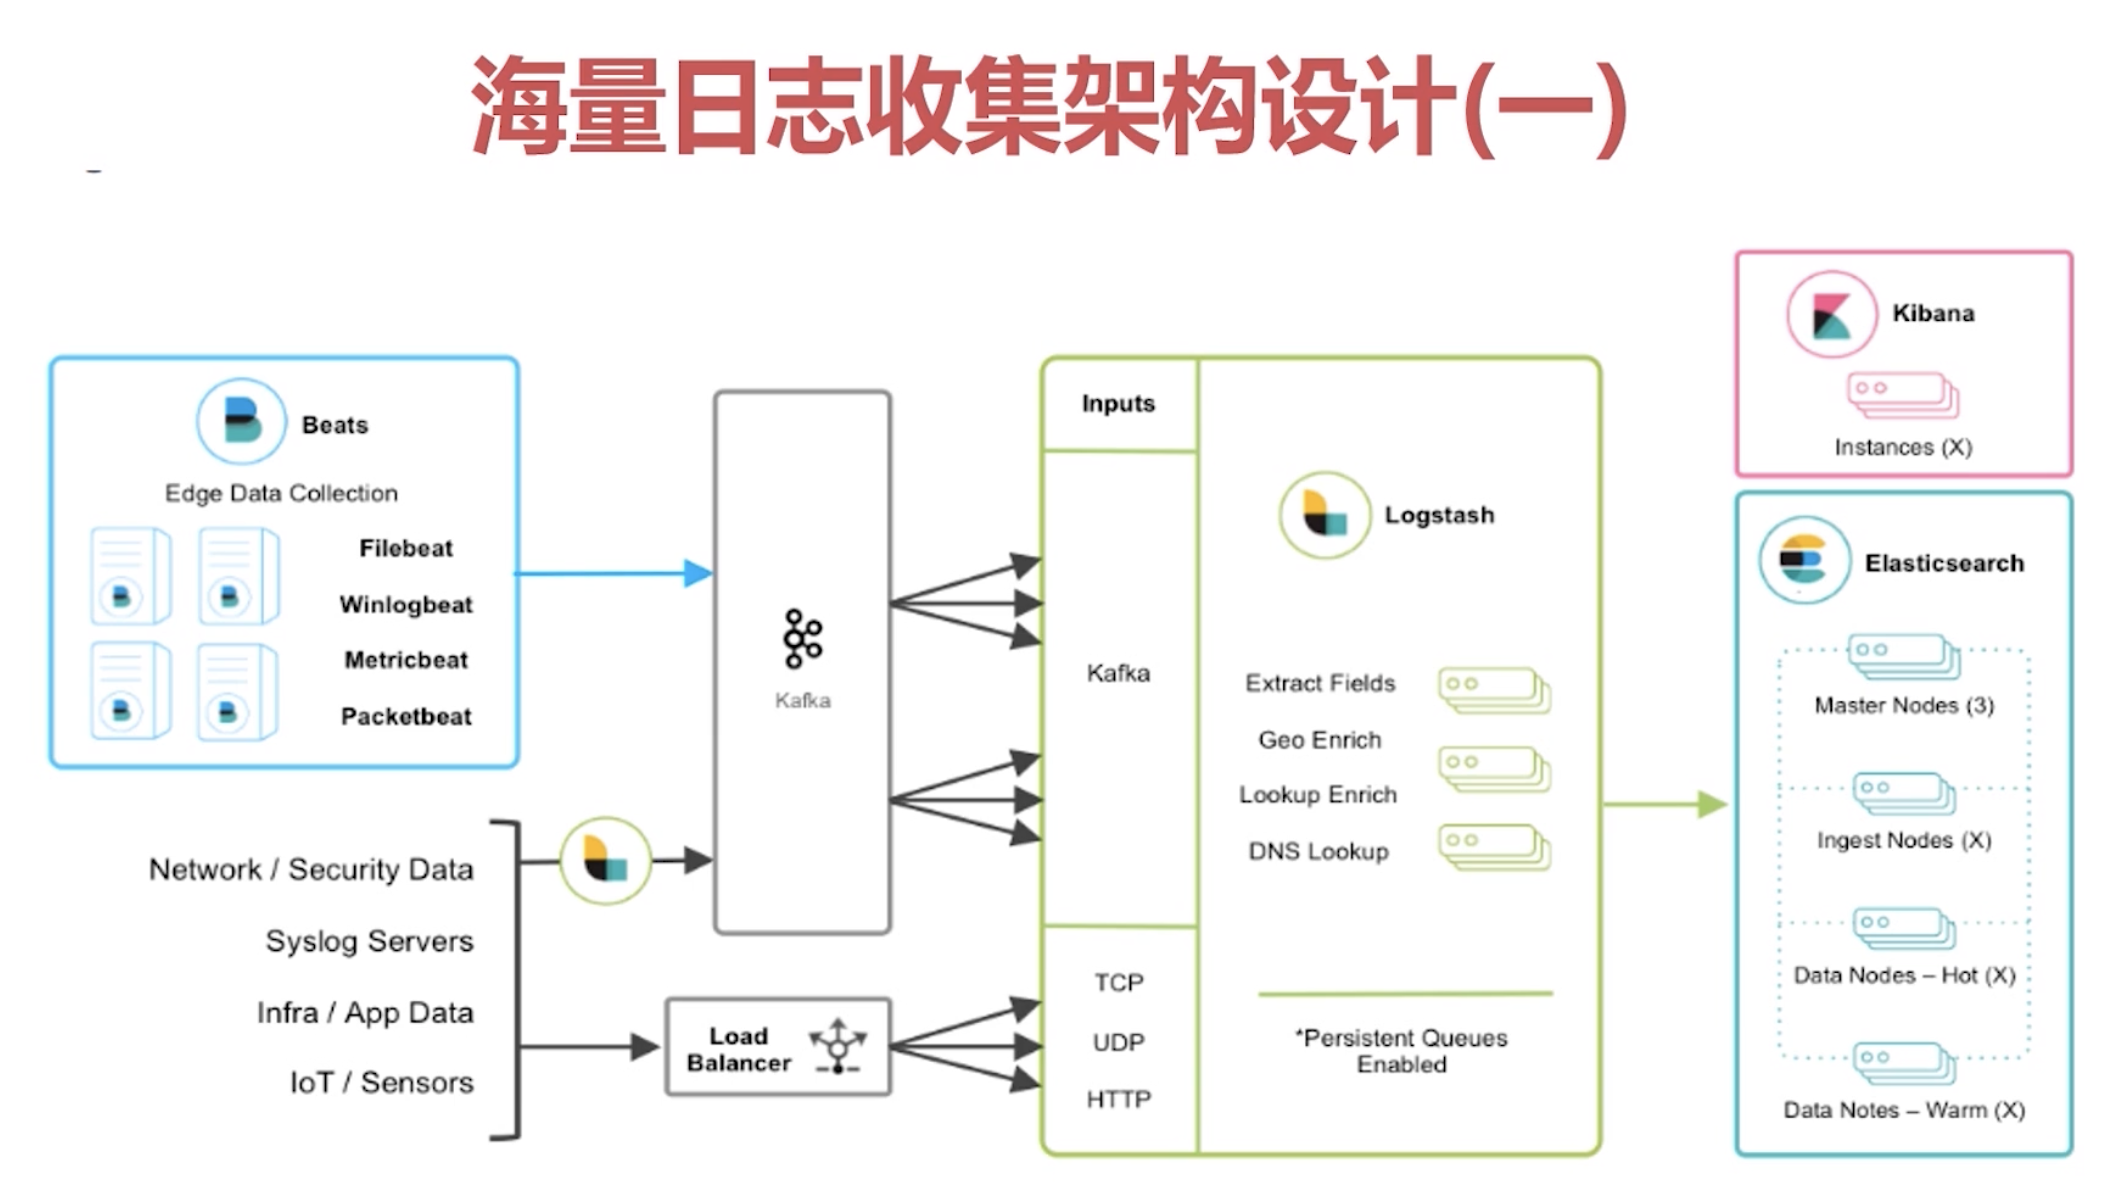 海量日志收集架构设计(一)
Beats
Edge Data Collection
Filebeat
Winlogbeat
Metricbeat
Packetbeat
Network / Security Data
Syslog Servers
Infra / App Data
IoT / Sensors
Kafka
Load
Balancer
Inputs
Kafka
TCP
UDP
HTTP
Logstash
Extract Fields
Geo Enrich
Lookup Enrich
DNS Lookup
*Persistent Queues
Enabled
Kibana
Instances (X)
Elasticsearch
Master Nodes (3)
Ingest Nodes (X)
Data Nodes – Hot (X)
Data Notes – Warm (X)